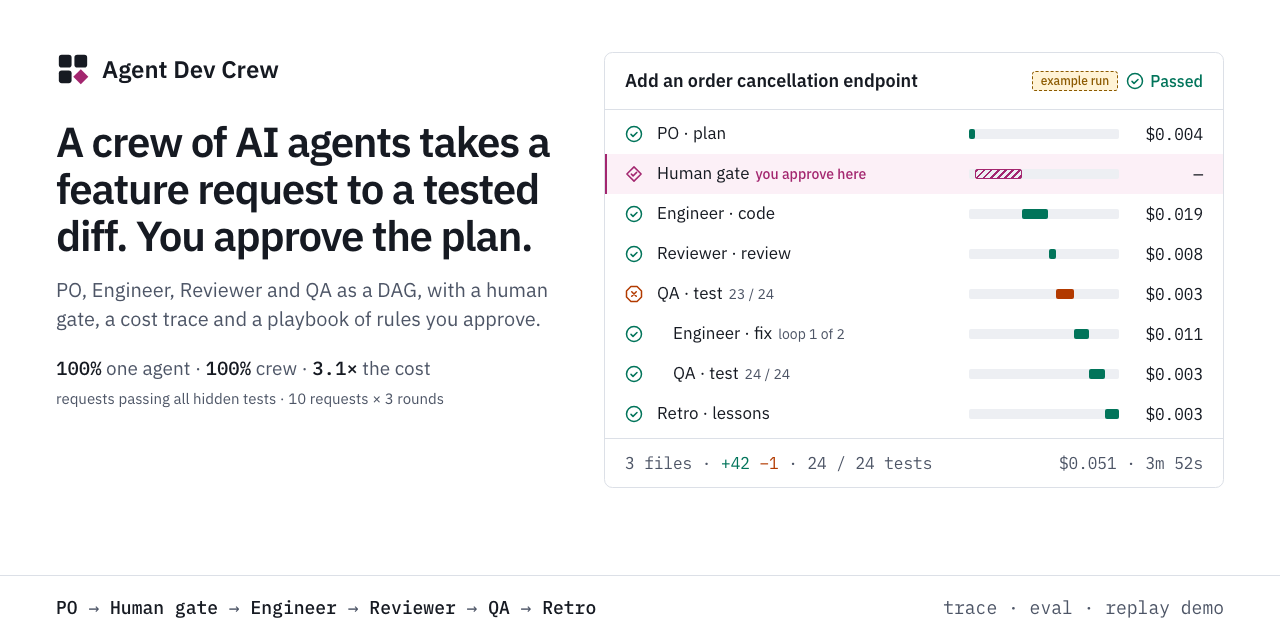 Agent Dev Crew
A crew of AI agents takes a
feature request to a tested
diff. You approve the plan.
PO, Engineer, Reviewer and QA as a DAG, with a human
gate, a cost trace and a playbook of rules you approve.
100% one agent · 100% crew · 3.1× the cost
requests passing all hidden tests · 10 requests × 3 rounds
Add an order cancellation endpoint example run Passed
PO · plan $0.004
Human gate you approve here —
Engineer · code $0.019
Reviewer · review $0.008
QA · test 23 / 24 $0.003
Engineer · fix loop 1 of 2 $0.011
QA · test 24 / 24 $0.003
Retro · lessons $0.003
3 files · +42 −1 · 24 / 24 tests $0.051 · 3m 52s
PO → Human gate → Engineer → Reviewer → QA → Retro
trace · eval · replay demo